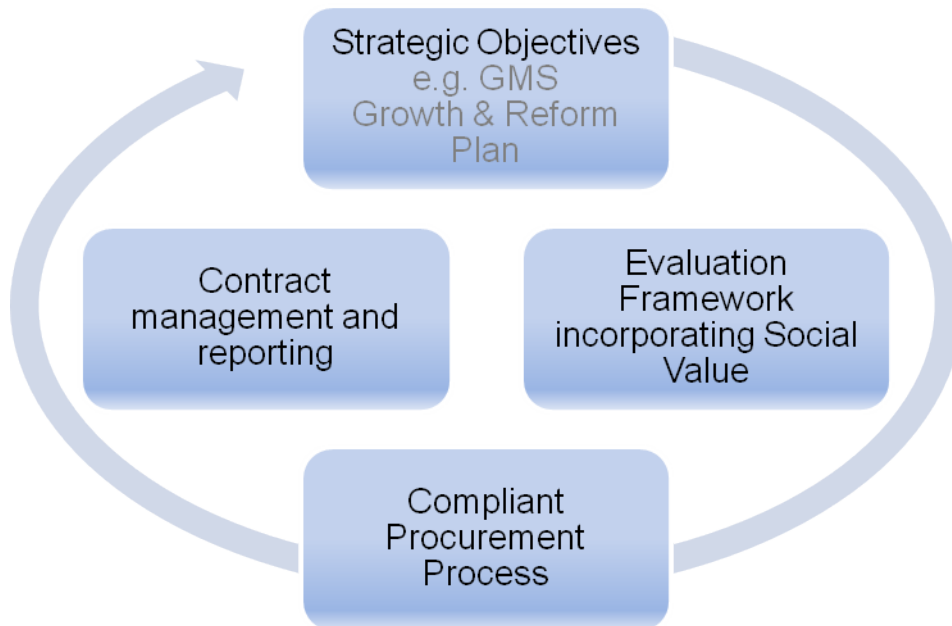 Strategic Objectives
e.g. GMS
Growth & Reform
Plan
Contract
management and
reporting
Evaluation
Framework
incorporating Social
Value
Compliant
Procurement
Process